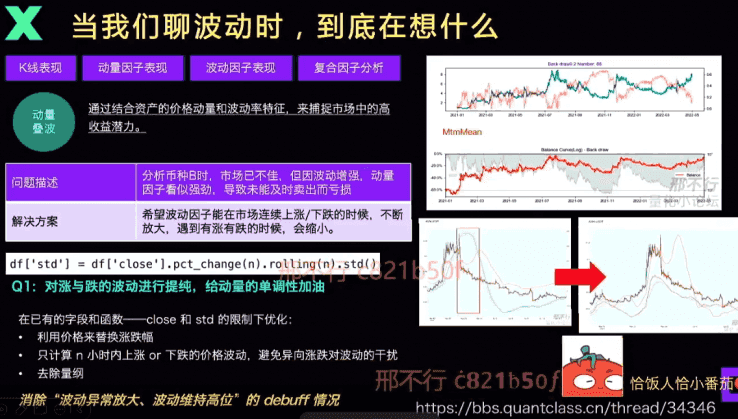 当我们聊波动时，到底在想什么
K线表现
动量因子表现
波动因子表现
复合因子分析
动量
叠波
通过结合资产的价格动量和波动率特征，来捕捉市场中的高
收益潜力。
问题描述
分析币种B时，市场已不佳，但因波动增强，动量
因子看似强劲，导致未能及时卖出而亏损
解决方案
希望波动因子能在市场连续上涨/下跌的时候，不断
放大，遇到有涨有跌的时候，会缩小。
df['std'] = df['close'].pct_change(n).rolling(n).std()
Q1：对涨与跌的波动进行提纯，给动量的单调性加油
在已有的字段和函数——close 和 std 的限制下优化：
• 利用价格来替换涨跌幅
• 只计算 n 小时内上涨 or 下跌的价格波动，避免异向涨跌对波动的干扰
• 去除量纲
消除“波动异常放大、波动维持高位”的 debuff 情况
MtmMean
Balance
邢不行
量化小论坛
邢不行 c821b50f
邢不行 c821b50f
恰饭人恰小番茄
https://bbs.quantclass.cn/thread/34346